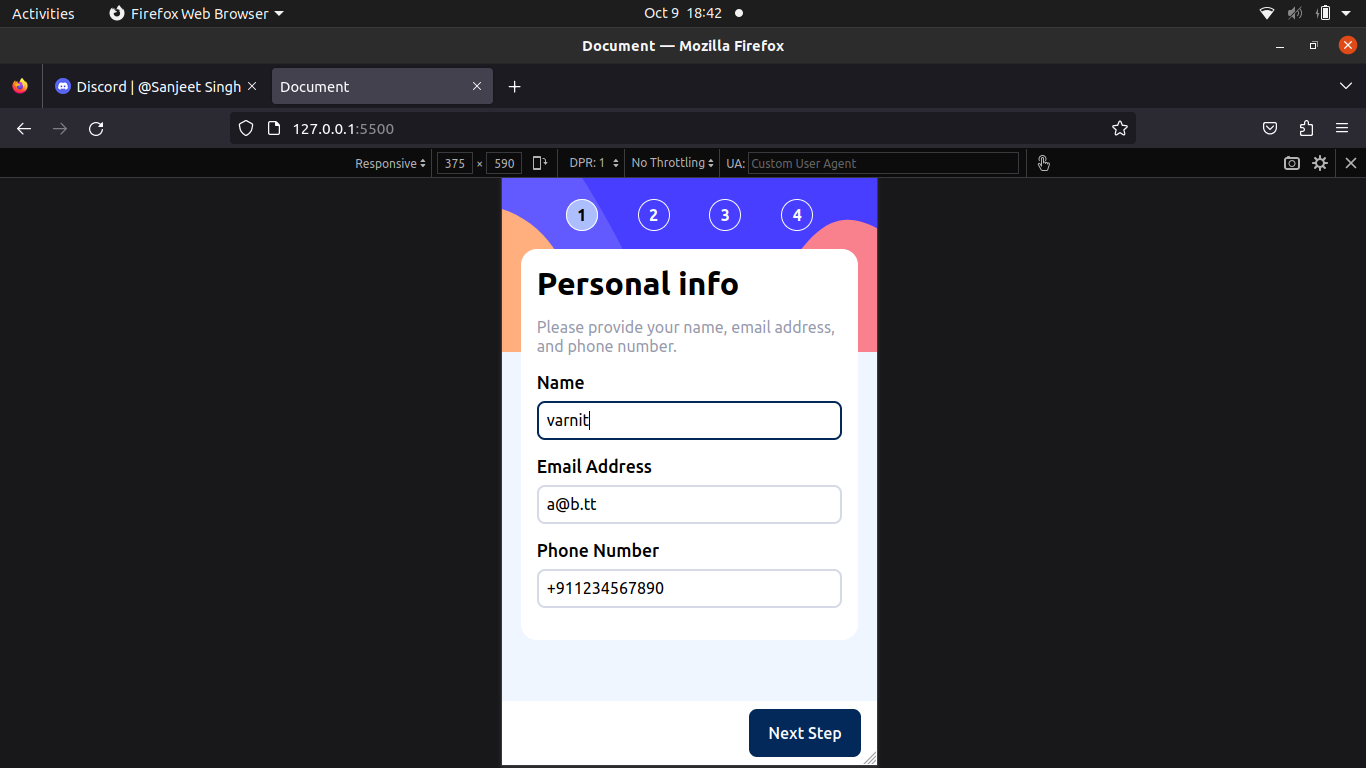 Activities Firefox Web Browser Oct 9 18:42
Document — Mozilla Firefox
Discord | @Sanjeet Singh Document
127.0.0.1:5500
Responsive 375 × 590 DPR: 1 No Throttling UA: Custom User Agent
1 2 3 4
Personal info
Please provide your name, email address,
and phone number.
Name
varnit
Email Address
a@b.tt
Phone Number
+911234567890
Next Step